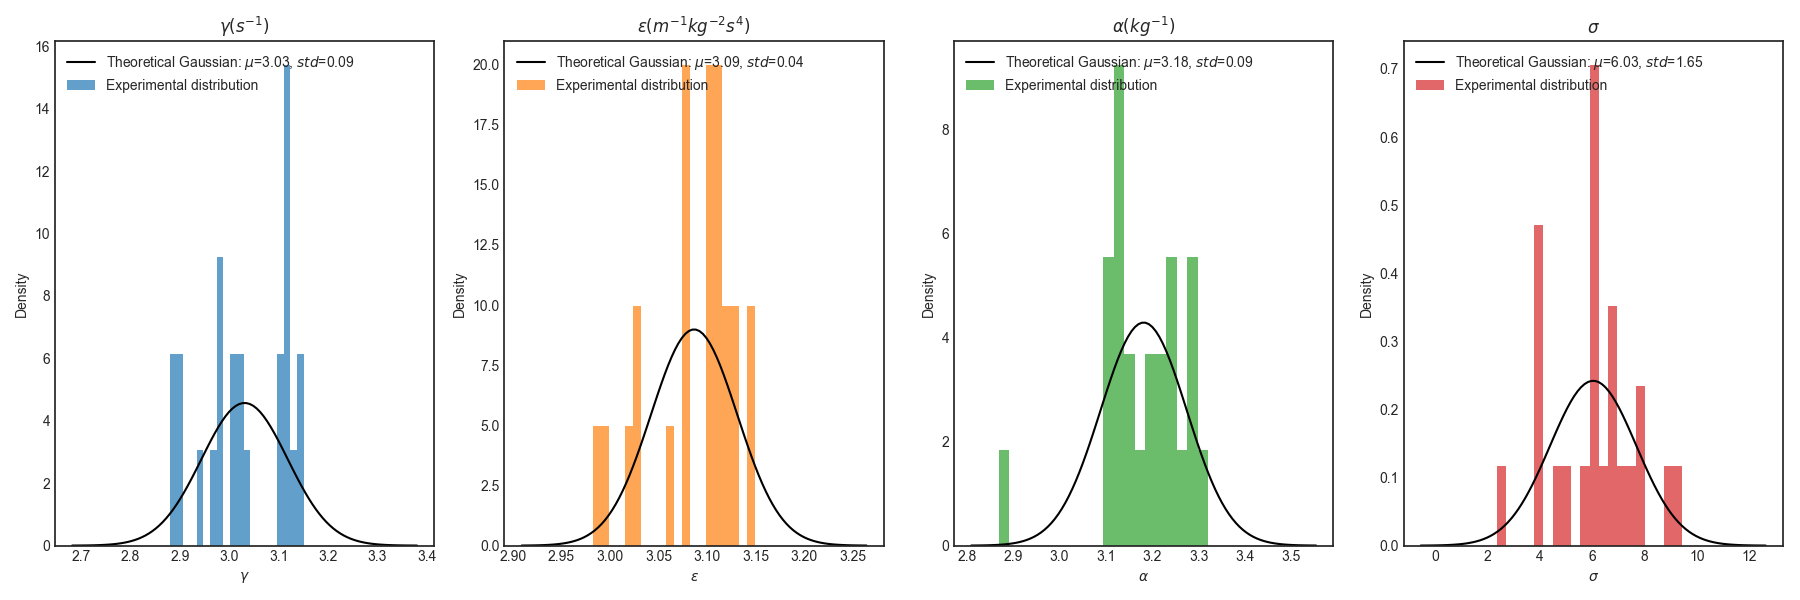 γ(s⁻¹)
Theoretical Gaussian: μ=3.03, std=0.09
Experimental distribution
Density
16
14
12
10
8
6
4
2
0
2.7 2.8 2.9 3.0 3.1 3.2 3.3 3.4
γ
ε(m⁻¹kg⁻²s⁴)
Theoretical Gaussian: μ=3.09, std=0.04
Experimental distribution
Density
20.0
17.5
15.0
12.5
10.0
7.5
5.0
2.5
0.0
2.90 2.95 3.00 3.05 3.10 3.15 3.20 3.25
ε
α(kg⁻¹)
Theoretical Gaussian: μ=3.18, std=0.09
Experimental distribution
Density
8
6
4
2
0
2.8 2.9 3.0 3.1 3.2 3.3 3.4 3.5
α
σ
Theoretical Gaussian: μ=6.03, std=1.65
Experimental distribution
Density
0.7
0.6
0.5
0.4
0.3
0.2
0.1
0.0
0 2 4 6 8 10 12
σ